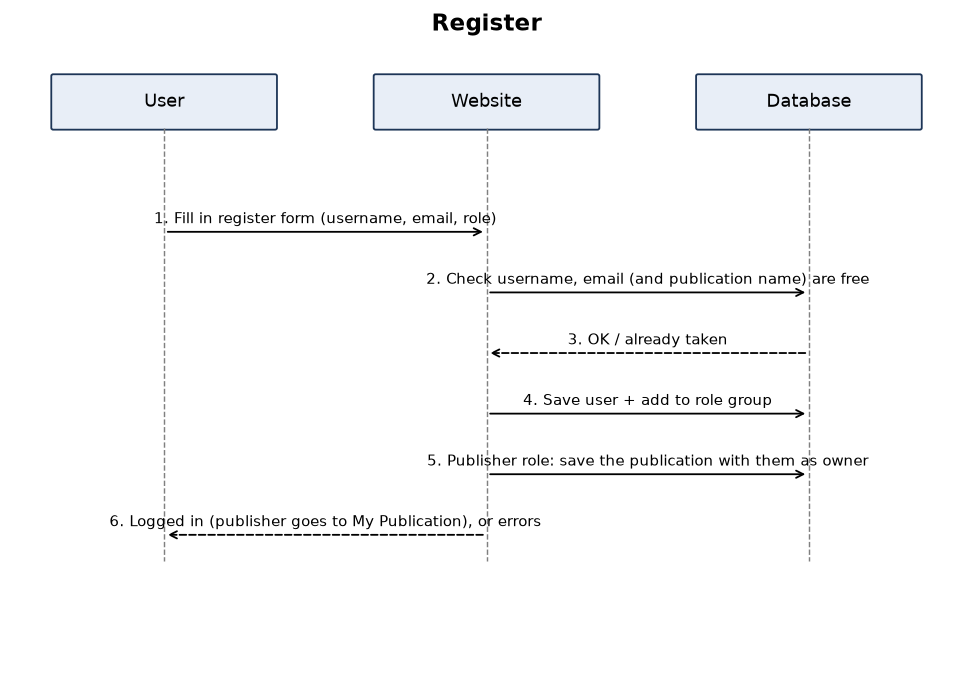 Register
User
Website
Database
1. Fill in register form (username, email, role)
2. Check username, email (and publication name) are free
3. OK / already taken
4. Save user + add to role group
5. Publisher role: save the publication with them as owner
6. Logged in (publisher goes to My Publication), or errors